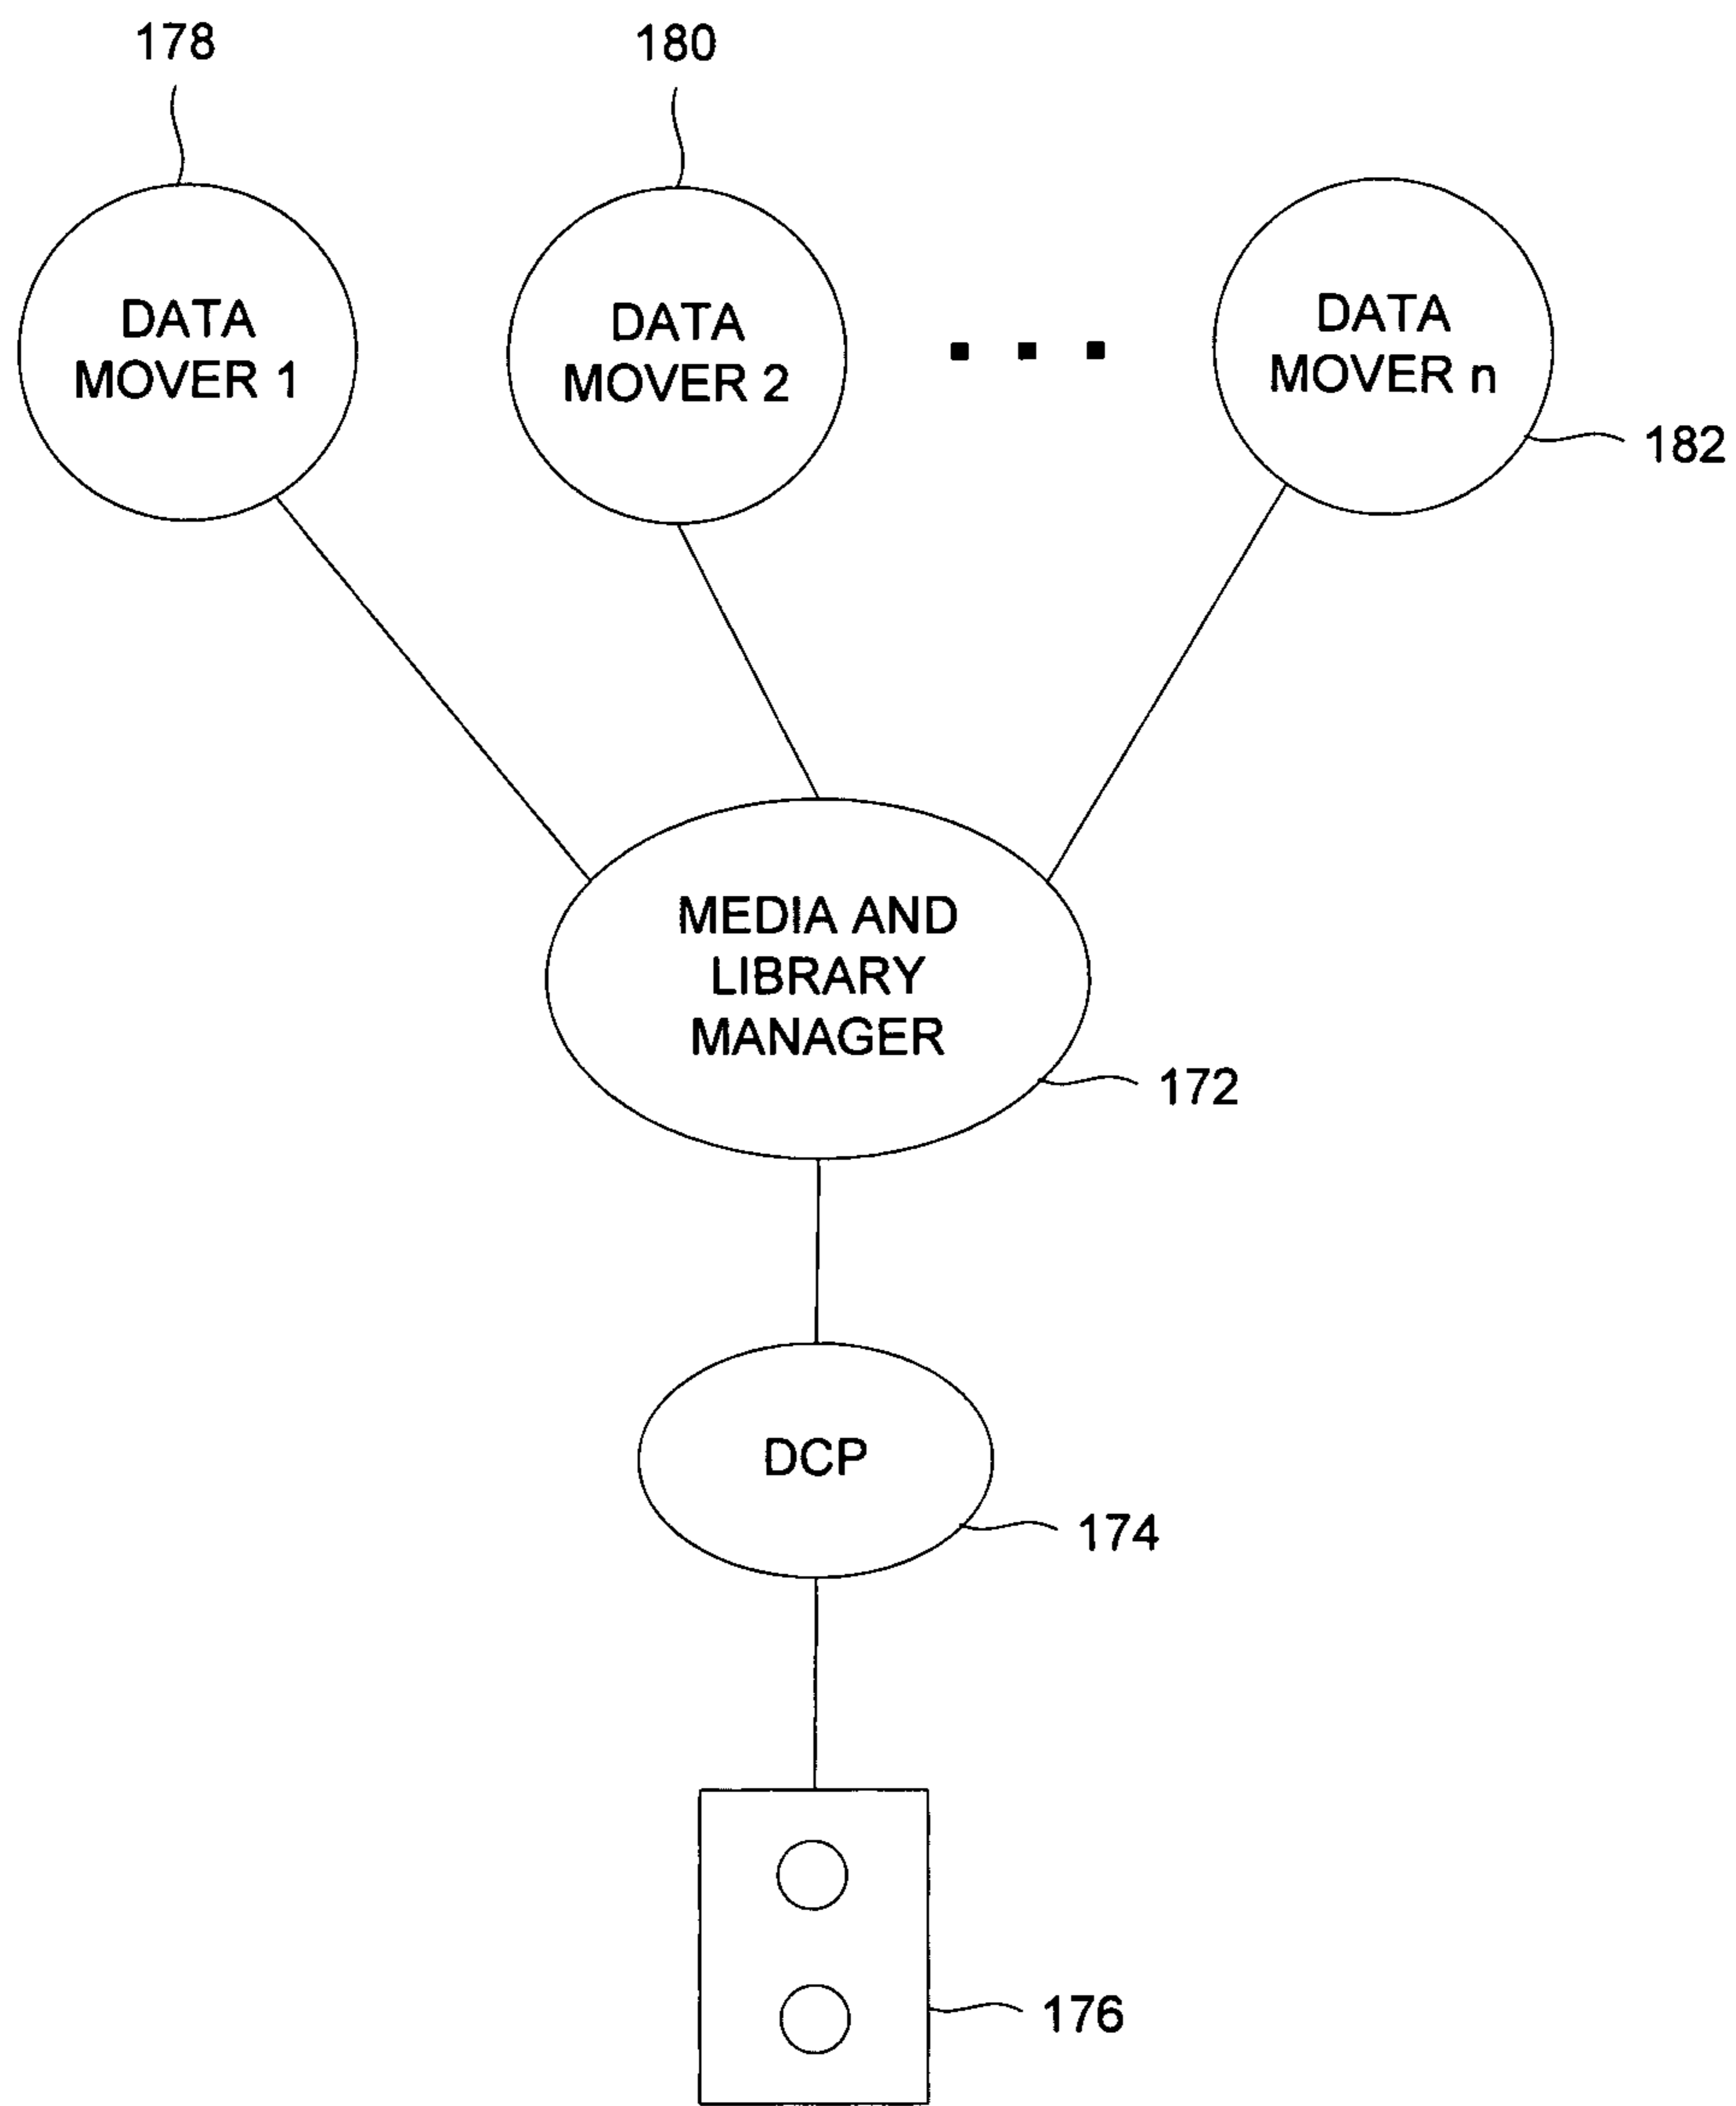 178
180
DATA
MOVER 1
DATA
MOVER 2
DATA
MOVER n
182
MEDIA AND
LIBRARY
MANAGER
172
DCP
174
176